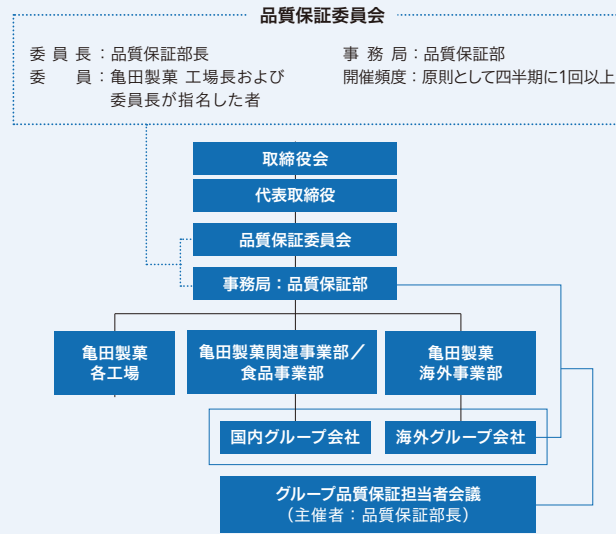 品質保証委員会
委員長：品質保証部長
委　　員：亀田製菓 工場長および
委員長が指名した者
事務局：品質保証部
開催頻度：原則として四半期に1回以上
取締役会
代表取締役
品質保証委員会
事務局：品質保証部
亀田製菓
各工場
亀田製菓関連事業部／
食品事業部
亀田製菓
海外事業部
国内グループ会社
海外グループ会社
グループ品質保証担当者会議
（主催者：品質保証部長）